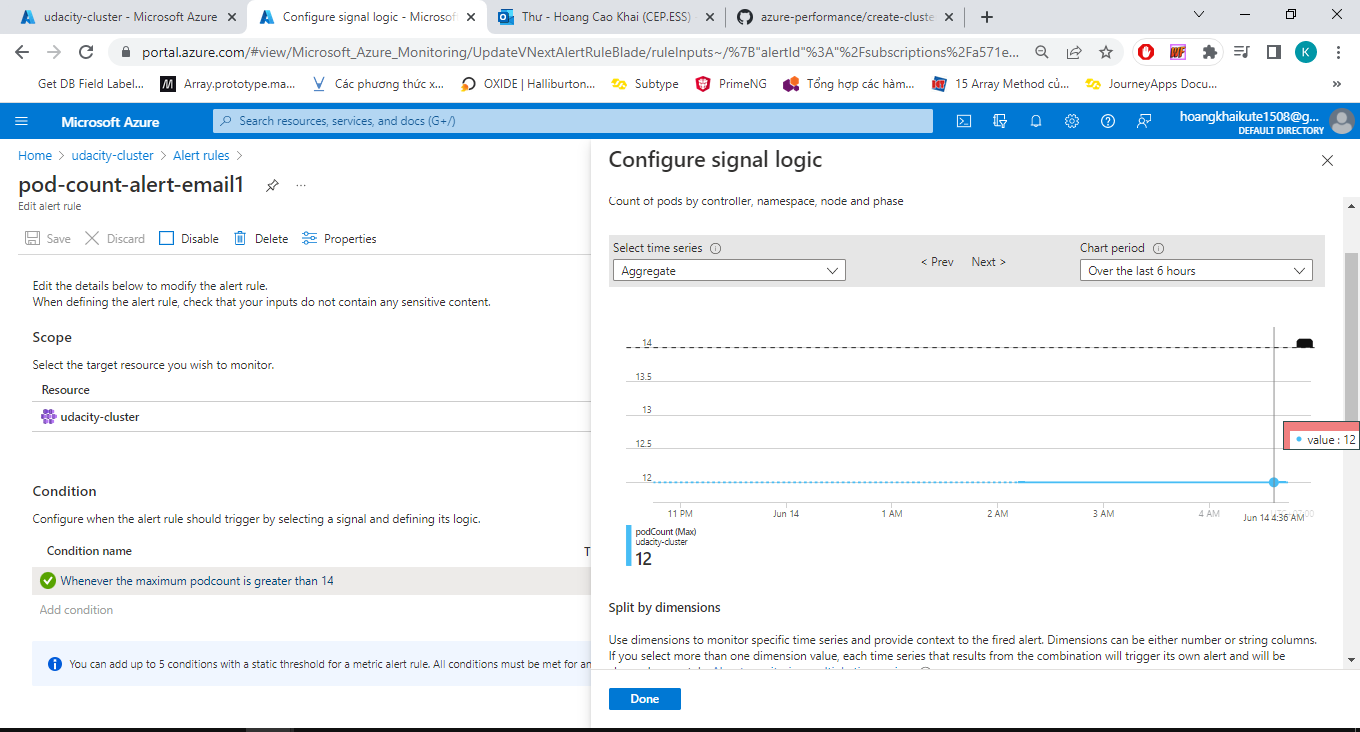 udacity-cluster - Microsoft Azure
Configure signal logic - Microsoft
Thư - Hoang Cao Khai (CEP.ESS)
azure-performance/create-cluste
portal.azure.com/#view/Microsoft_Azure_Monitoring/UpdateVNextAlertRuleBlade/ruleInputs~/%7B"alertId"%3A"%2Fsubscriptions%2Fa571e...
K
Get DB Field Label...
Array.prototype.ma...
Các phương thức x...
OXIDE | Halliburton...
Subtype
PrimeNG
Tổng hợp các hàm...
15 Array Method củ...
JourneyApps Docu...
»
Microsoft Azure
Search resources, services, and docs (G+/)
hoangkhaikute1508@g...
DEFAULT DIRECTORY
Home > udacity-cluster > Alert rules >
pod-count-alert-email1
...
Edit alert rule
Save
Discard
Disable
Delete
Properties
Edit the details below to modify the alert rule.
When defining the alert rule, check that your inputs do not contain any sensitive content.
Scope
Select the target resource you wish to monitor.
Resource
udacity-cluster
Condition
Configure when the alert rule should trigger by selecting a signal and defining its logic.
Condition name
T
Whenever the maximum podcount is greater than 14
Add condition
You can add up to 5 conditions with a static threshold for a metric alert rule. All conditions must be met for an
Configure signal logic
Count of pods by controller, namespace, node and phase
Select time series
Aggregate
< Prev
Next >
Chart period
Over the last 6 hours
14
13.5
13
12.5
12
value : 12
11 PM
Jun 14
1 AM
2 AM
3 AM
4 AM
Jun 14 4:36 AM
podCount (Max)
udacity-cluster
12
Split by dimensions
Use dimensions to monitor specific time series and provide context to the fired alert. Dimensions can be either number or string columns.
If you select more than one dimension value, each time series that results from the combination will trigger its own alert and will be
Done